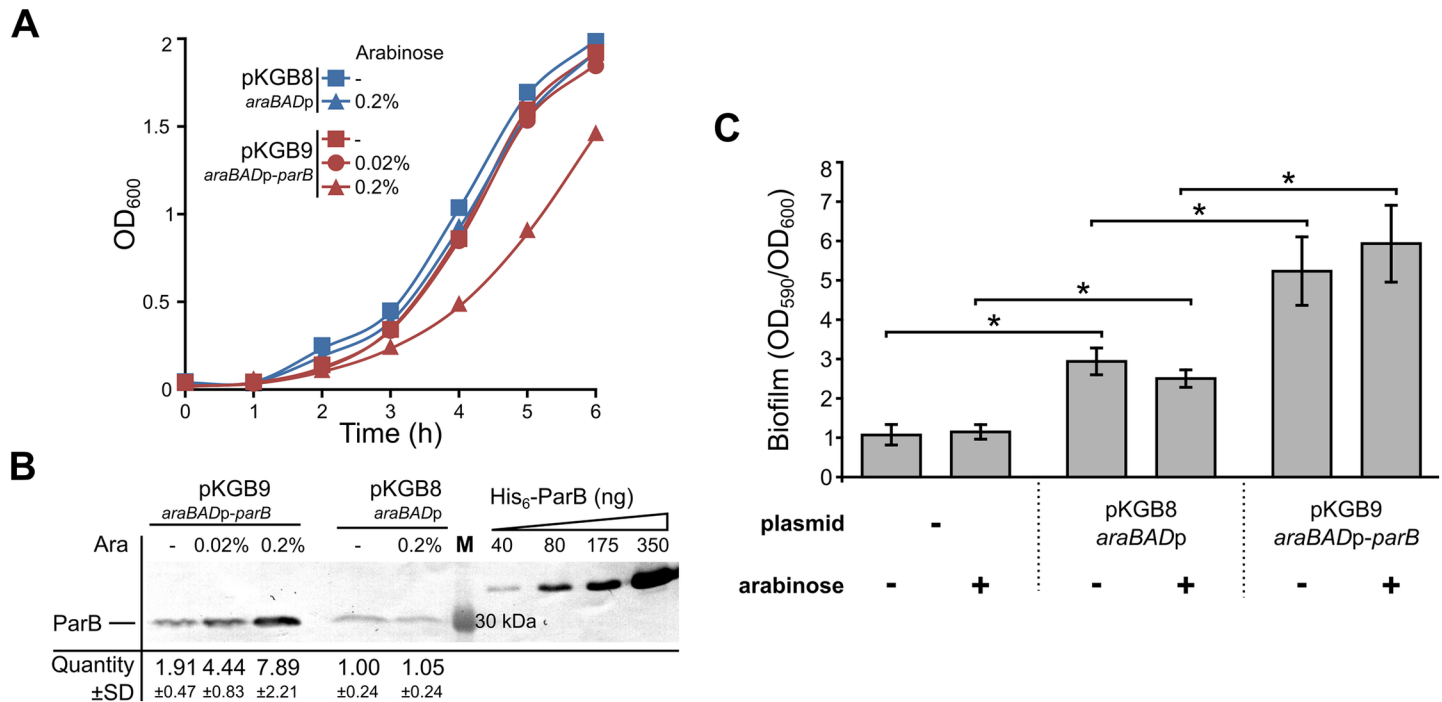 A
2
1.5
1
0.5
0
OD600
0 1 2 3 4 5 6
Time (h)
Arabinose
pKGB8
araBADp
-
0.2%
pKGB9
araBADp-parB
-
0.02%
0.2%
B
pKGB9
araBADp-parB
pKGB8
araBADp
His6-ParB (ng)
Ara - 0.02% 0.2% - 0.2% M 40 80 175 350
ParB
30 kDa
Quantity 1.91 4.44 7.89 1.00 1.05
±SD ±0.47 ±0.83 ±2.21 ±0.24 ±0.24
C
8
7
6
5
4
3
2
1
0
Biofilm (OD590/OD600)
*
*
*
*
plasmid - pKGB8 pKGB9
araBADp araBADp-parB
arabinose - + - + - +